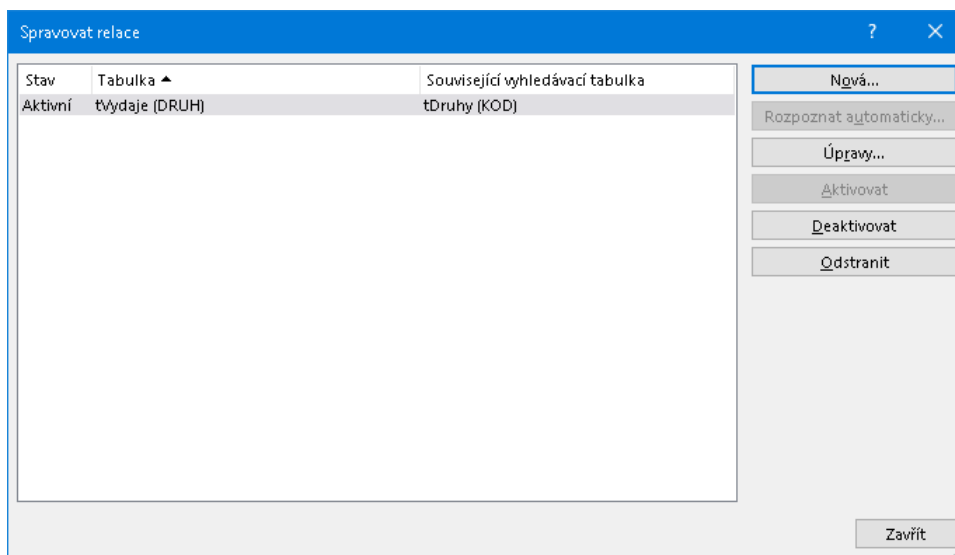 Spravovat relace ?
Stav Tabulka Související vyhledávací tabulka
Aktivní tVydaje (DRUH) tDruhy (KOD)
Nová...
Rozpoznat automaticky...
Úpravy...
Aktivovat
Deaktivovat
Odstranit
Zavřít